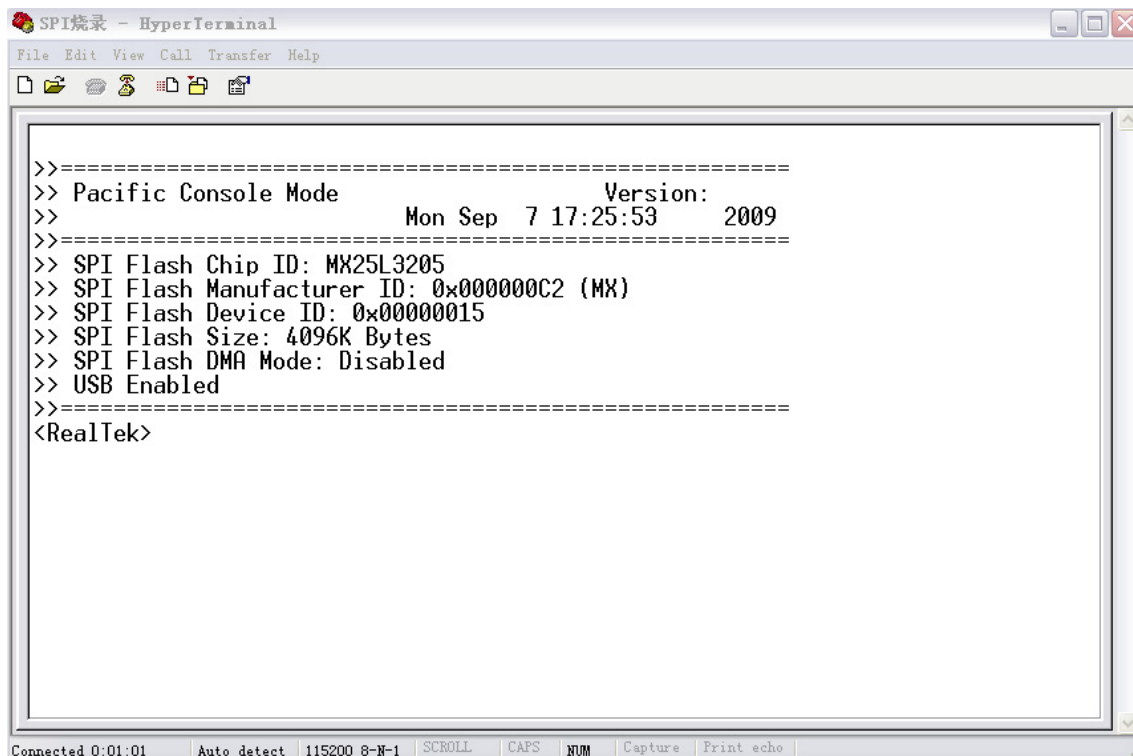 SPI烧录 - HyperTerminal
File Edit View Call Transfer Help
>>=======================================================
>> Pacific Console Mode Version:
>> Mon Sep 7 17:25:53 2009
>>=======================================================
>> SPI Flash Chip ID: MX25L3205
>> SPI Flash Manufacturer ID: 0x000000C2 (MX)
>> SPI Flash Device ID: 0x00000015
>> SPI Flash Size: 4096K Bytes
>> SPI Flash DMA Mode: Disabled
>> USB Enabled
>>=======================================================
<RealTek>
Connected 0:01:01 Auto detect 115200 8-N-1 SCROLL CAPS NUM Capture Print echo